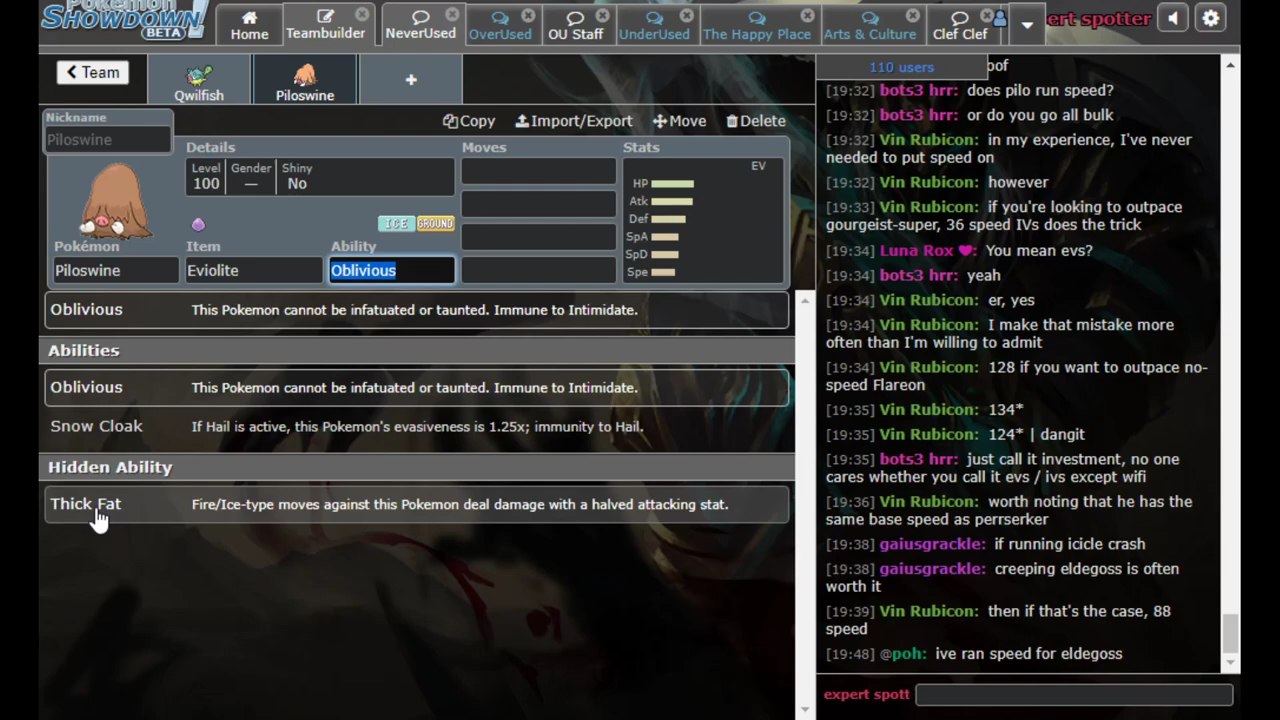 Pokémon
SHOWDOWN!
BETA
Home
Teambuilder
NeverUsed
OverUsed
OU Staff
UnderUsed
The Happy Place
Arts & Culture
Clef Clef
ert spotter
< Team
Qwilfish
Piloswine
+
110 users
Nickname
Piloswine
Copy
Import/Export
Move
Delete
Details
Moves
Stats
Level
100
Gender
—
Shiny
No
EV
HP
Atk
Def
SpA
SpD
Spe
ICE GROUND
Pokémon
Piloswine
Item
Eviolite
Ability
Oblivious
Oblivious This Pokemon cannot be infatuated or taunted. Immune to Intimidate.
Abilities
Oblivious This Pokemon cannot be infatuated or taunted. Immune to Intimidate.
Snow Cloak If Hail is active, this Pokemon's evasiveness is 1.25x; immunity to Hail.
Hidden Ability
Thick Fat Fire/Ice-type moves against this Pokemon deal damage with a halved attacking stat.
oof
[19:32] bots3 hrr: does pilo run speed?
[19:32] bots3 hrr: or do you go all bulk
[19:32] Vin Rubicon: in my experience, I've never
needed to put speed on
[19:32] Vin Rubicon: however
[19:33] Vin Rubicon: if you're looking to outpace
gourgeist-super, 36 speed IVs does the trick
[19:34] Luna Rox ♥: You mean evs?
[19:34] bots3 hrr: yeah
[19:34] Vin Rubicon: er, yes
[19:34] Vin Rubicon: I make that mistake more
often than I'm willing to admit
[19:34] Vin Rubicon: 128 if you want to outpace no-
speed Flareon
[19:35] Vin Rubicon: 134*
[19:35] Vin Rubicon: 124* | dangit
[19:35] bots3 hrr: just call it investment, no one
cares whether you call it evs / ivs except wifi
[19:36] Vin Rubicon: worth noting that he has the
same base speed as perrserker
[19:38] gaiusgrackle: if running icicle crash
[19:38] gaiusgrackle: creeping eldegoss is often
worth it
[19:39] Vin Rubicon: then if that's the case, 88
speed
[19:48] @poh: ive ran speed for eldegoss
expert spott